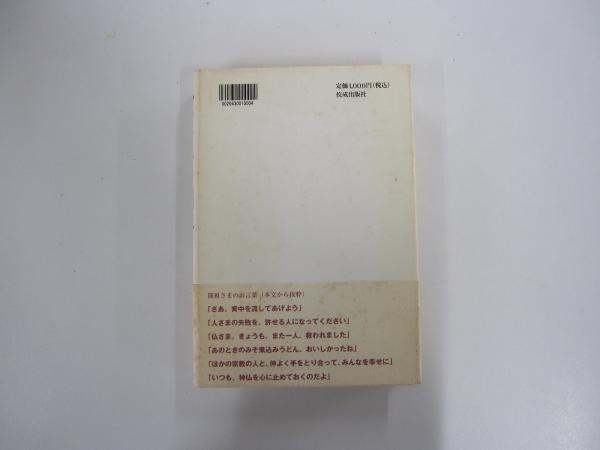 定価1,000円(税込)
佼成出版社
0020430010004
開祖さまのお言葉(本文から抜粋)
「さあ、背中を流してあげよう」
「人さまの失敗を、許せる人になってください」
「仏さま、きょうも、また一人、救われました」
「あのときのみそ煮込みうどん、おいしかったね」
「ほかの宗教の人と、仲よく手をとり合って、みんなを幸せに」
「いつも、神仏を心に止めておくのだよ」